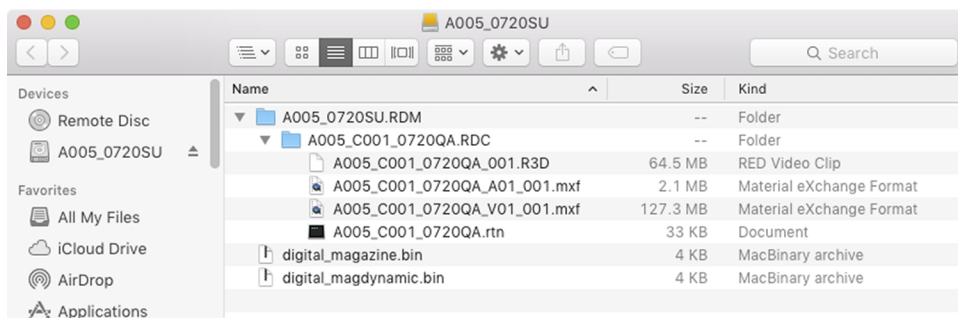 A005_0720SU
Search
Devices
Remote Disc
A005_0720SU
Favorites
All My Files
iCloud Drive
AirDrop
Applications
Name Size Kind
A005_0720SU.RDM -- Folder
A005_C001_0720QA.RDC -- Folder
A005_C001_0720QA_001.R3D 64.5 MB RED Video Clip
A005_C001_0720QA_A01_001.mxf 2.1 MB Material eXchange Format
A005_C001_0720QA_V01_001.mxf 127.3 MB Material eXchange Format
A005_C001_0720QA.rtn 33 KB Document
digital_magazine.bin 4 KB MacBinary archive
digital_magdynamic.bin 4 KB MacBinary archive